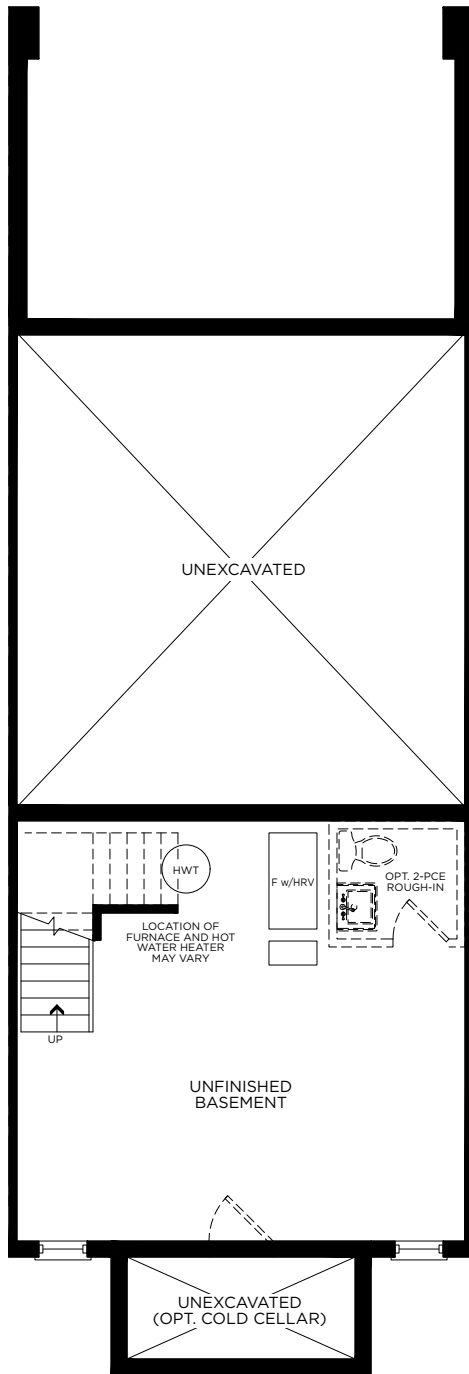 UNEXCAVATED
HWT
F w/HRV
OPT. 2-PCE
ROUGH-IN
LOCATION OF
FURNACE AND HOT
WATER HEATER
MAY VARY
UP
UNFINISHED
BASEMENT
UNEXCAVATED
(OPT. COLD CELLAR)